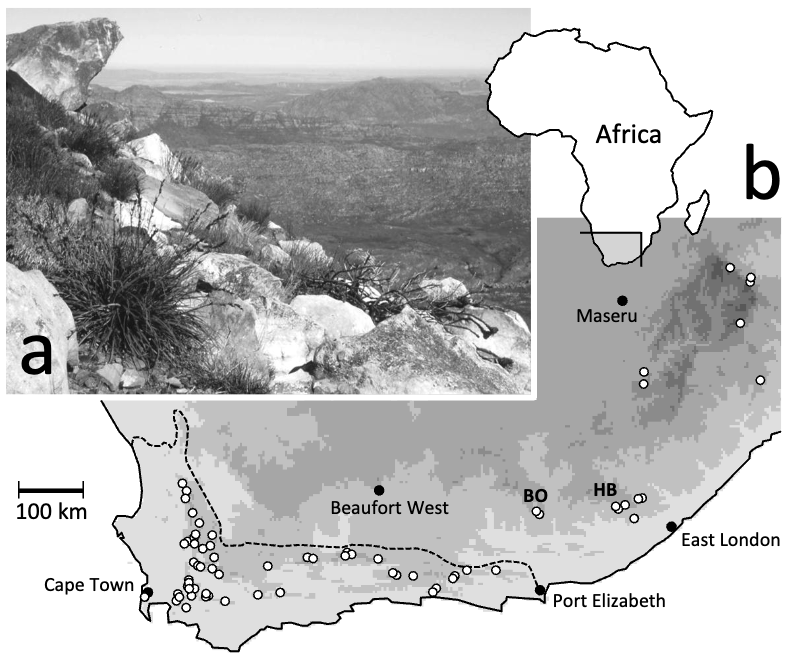 Africa
b
a
Maseru
100 km
Beaufort West
BO
HB
East London
Cape Town
Port Elizabeth